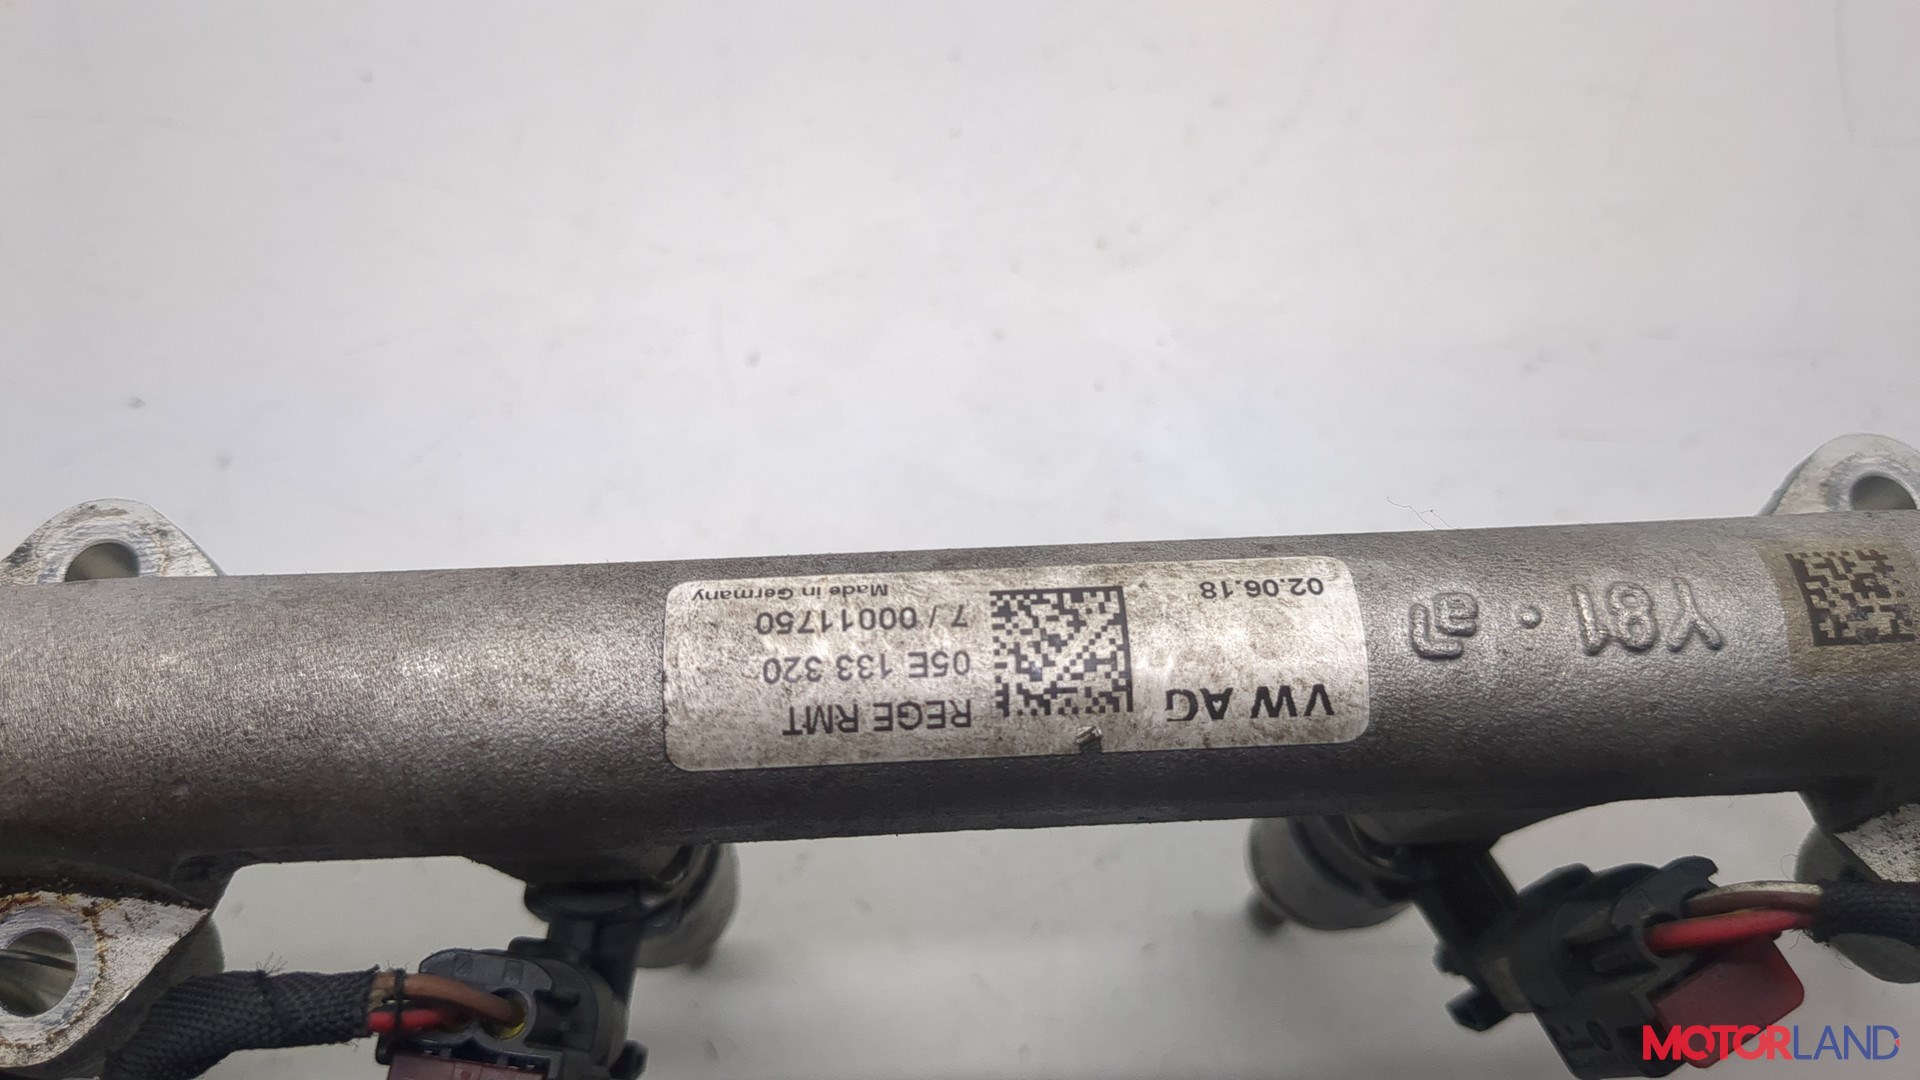 VW AG
02.06.18
REGE RMT
05E 133 320
7 / 00011750
Made in Germany
Y81 •
MOTORLAND